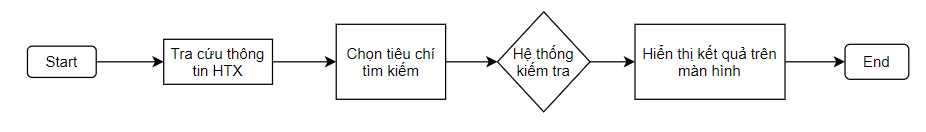 Start
Tra cứu thông
tin HTX
Chọn tiêu chí
tìm kiếm
Hệ thống
kiểm tra
Hiển thị kết quả trên
màn hình
End